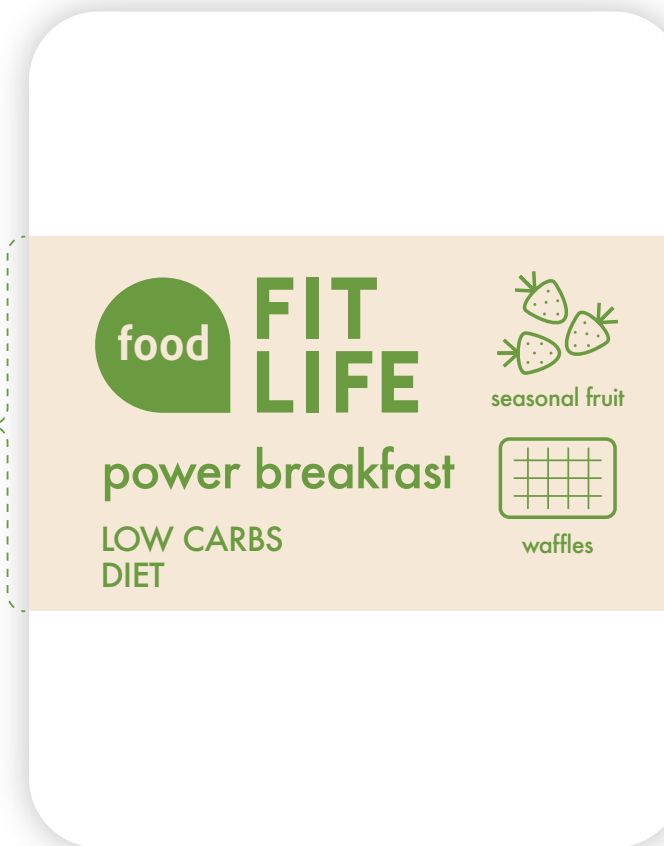 food
FIT
LIFE
power breakfast
LOW CARBS
DIET
seasonal fruit
waffles